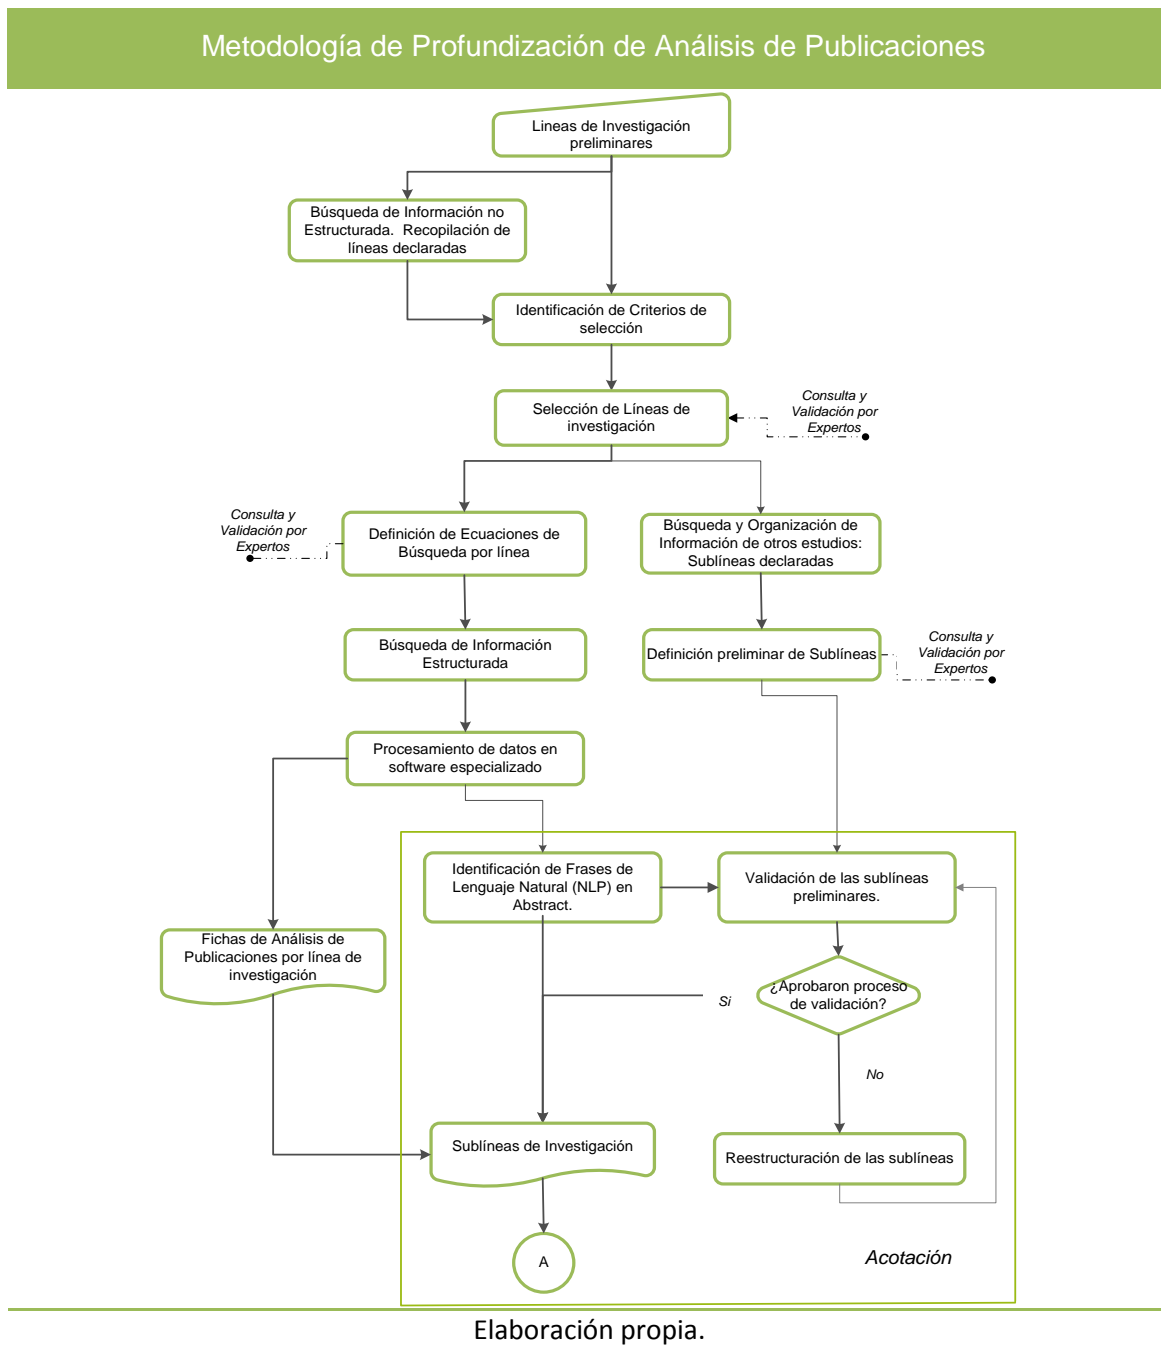 Metodología de Profundización de Análisis de Publicaciones
Lineas de Investigación
preliminares
Búsqueda de Información no
Estructurada.  Recopilación de
líneas declaradas
Identificación de Criterios de
selección
Selección de Líneas de
investigación
Consulta y
Validación por
Expertos
Consulta y
Validación por
Expertos
Definición de Ecuaciones de
Búsqueda por línea
Búsqueda y Organización de
Información de otros estudios:
Sublíneas declaradas
Búsqueda de Información
Estructurada
Definición preliminar de Sublíneas
Consulta y
Validación por
Expertos
Procesamiento de datos en
software especializado
Identificación de Frases de
Lenguaje Natural (NLP) en
Abstract.
Validación de las sublíneas
preliminares.
Fichas de Análisis de
Publicaciones por línea de
investigación
¿Aprobaron proceso
de validación?
Si
No
Sublíneas de Investigación
Reestructuración de las sublíneas
A
Acotación
Elaboración propia.